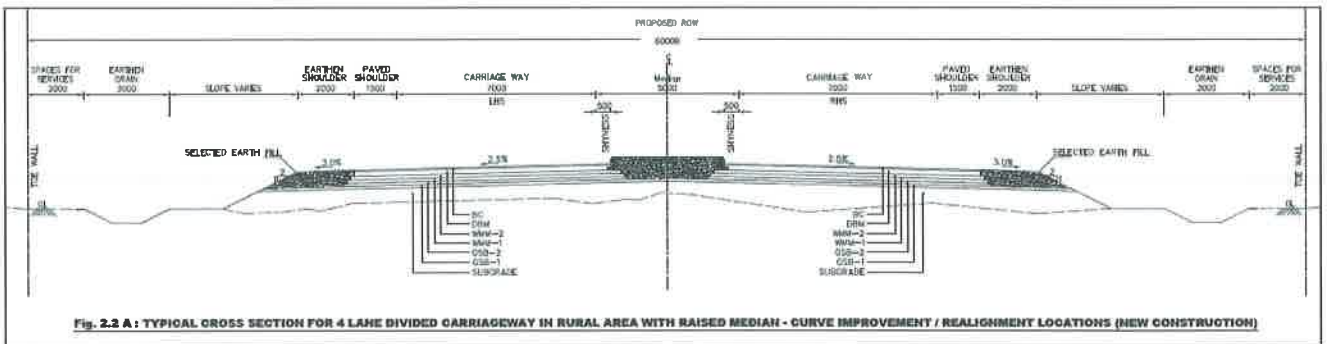 PROPOSED ROW
60000
℄
SPACES FOR
SERVICES
2000
EARTHEN
DRAIN
3000
SLOPE VARIES
EARTHEN
SHOULDER
2000
PAVED
SHOULDER
1500
CARRIAGE WAY
7000
LHS
Median
5000
CARRIAGE WAY
7000
RHS
PAVED
SHOULDER
1500
EARTHEN
SHOULDER
2000
SLOPE VARIES
EARTHEN
DRAIN
SPACES FOR
SERVICES
2000
500
SHYNESS
500
SHYNESS
TOE WALL
SELECTED EARTH FILL
3.0%
2.5%
3.0%
SELECTED EARTH FILL
TOE WALL
GL
GL
BC
DBM
WMM-2
WMM-1
GSB-2
GSB-1
SUBGRADE
BC
DBM
WMM-2
WMM-1
GSB-2
GSB-1
SUBGRADE
Fig. 2.2 A : TYPICAL CROSS SECTION FOR 4 LANE DIVIDED CARRIAGEWAY IN RURAL AREA WITH RAISED MEDIAN - CURVE IMPROVEMENT / REALIGNMENT LOCATIONS (NEW CONSTRUCTION)